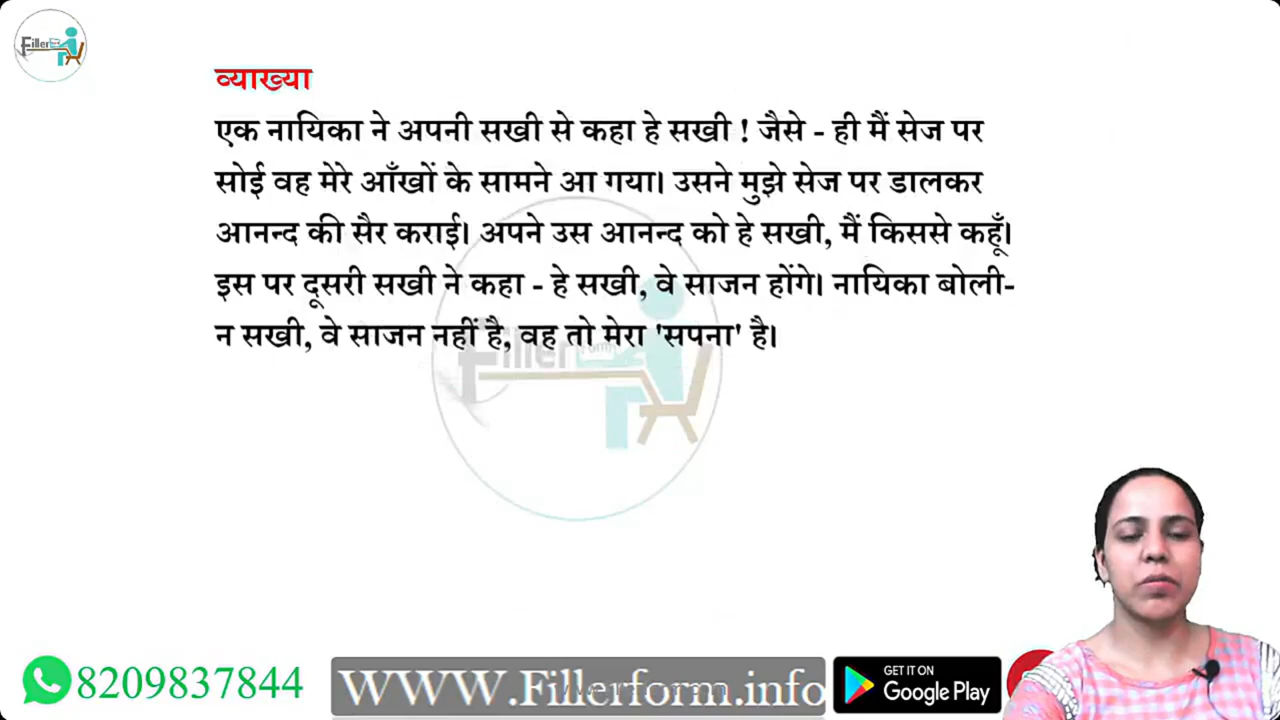 Fillerform
व्याख्या
एक नायिका ने अपनी सखी से कहा हे सखी ! जैसे - ही मैं सेज पर
सोई वह मेरे आँखों के सामने आ गया। उसने मुझे सेज पर डालकर
आनन्द की सैर कराई। अपने उस आनन्द को हे सखी, मैं किससे कहूँ।
इस पर दूसरी सखी ने कहा - हे सखी, वे साजन होंगे। नायिका बोली-
न सखी, वे साजन नहीं है, वह तो मेरा 'सपना' है।
8209837844
WWW.Fillerform.info
GET IT ON
Google Play